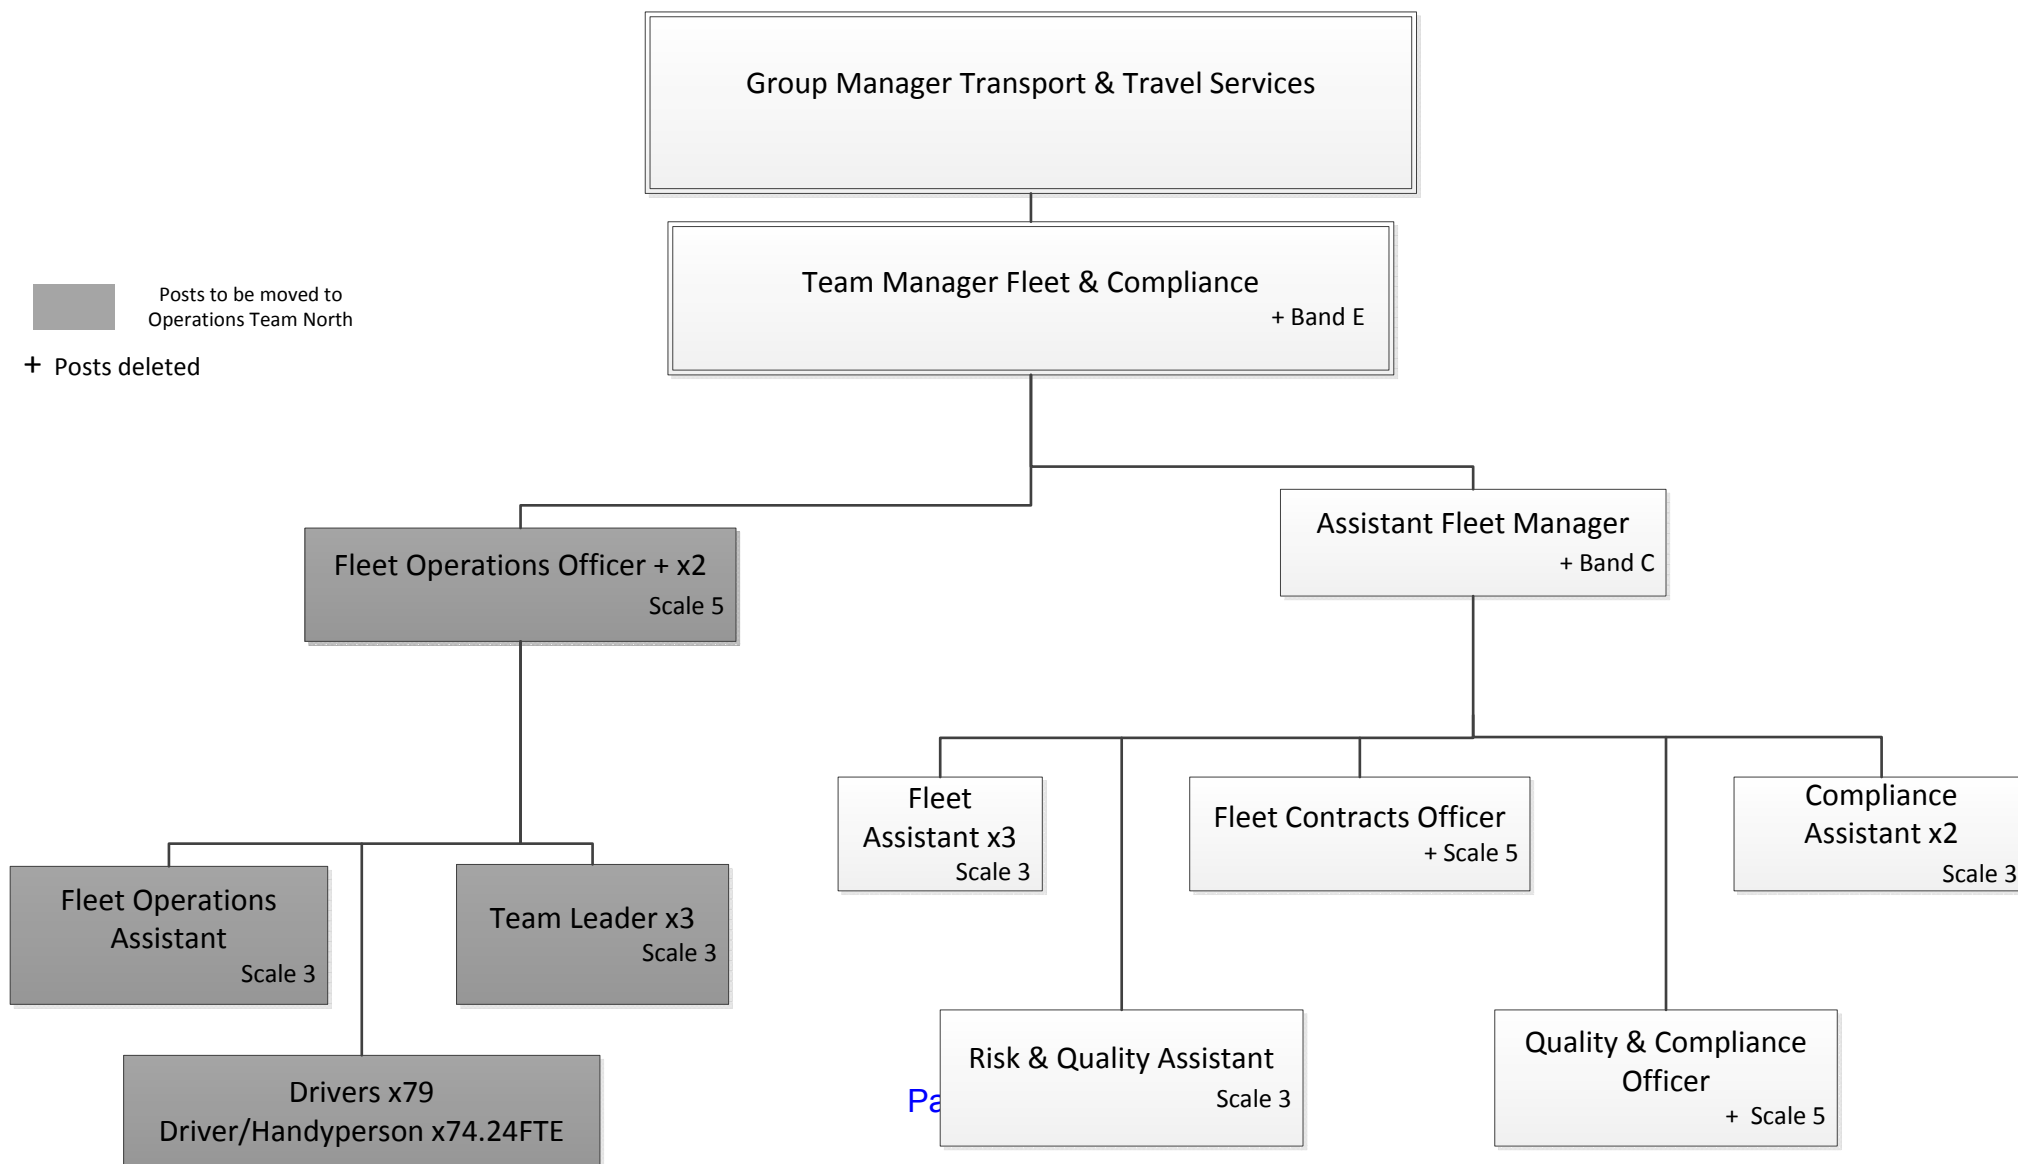 Group Manager Transport & Travel Services
Team Manager Fleet & Compliance
+ Band E
Posts to be moved to
Operations Team North
+ Posts deleted
Assistant Fleet Manager
+ Band C
Fleet Operations Officer + x2
Scale 5
Fleet
Assistant x3
Scale 3
Fleet Contracts Officer
+ Scale 5
Compliance
Assistant x2
Scale 3
Fleet Operations
Assistant
Scale 3
Team Leader x3
Scale 3
Risk & Quality Assistant
Scale 3
Quality & Compliance
Officer
+ Scale 5
Drivers x79
Driver/Handyperson x74.24FTE